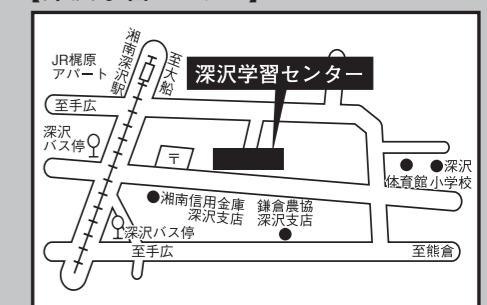 湘南深沢駅
至大船
JR梶原
アパート
深沢学習センター
至手広
深沢
バス停
〒
深沢
体育館
小学校
湘南信用金庫
深沢支店
鎌倉農協
深沢支店
深沢バス停
至手広
至熊倉